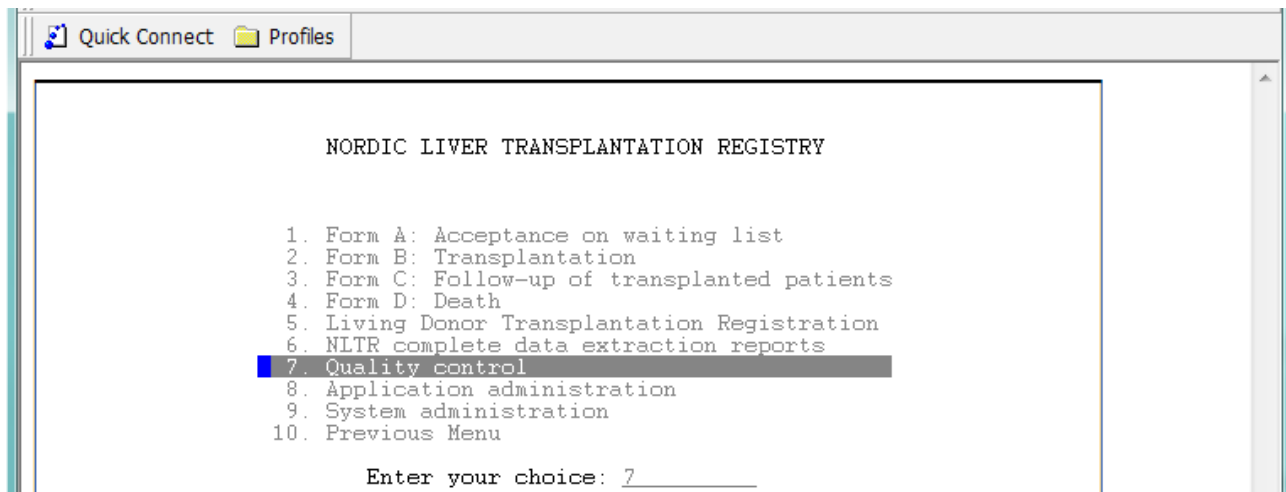 Quick Connect Profiles
NORDIC LIVER TRANSPLANTATION REGISTRY
1. Form A: Acceptance on waiting list
2. Form B: Transplantation
3. Form C: Follow-up of transplanted patients
4. Form D: Death
5. Living Donor Transplantation Registration
6. NLTR complete data extraction reports
7. Quality control
8. Application administration
9. System administration
10. Previous Menu
Enter your choice: 7